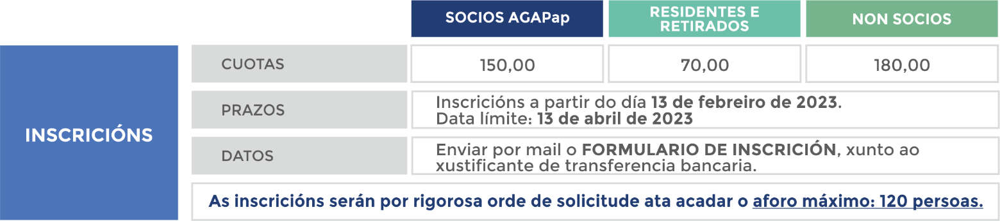 SOCIOS AGAPap
RESIDENTES E
RETIRADOS
NON SOCIOS
INSCRICIÓNS
CUOTAS
150,00
70,00
180,00
PRAZOS
Inscricións a partir do día 13 de febreiro de 2023.
Data límite: 13 de abril de 2023
DATOS
Enviar por mail o FORMULARIO DE INSCRICIÓN, xunto ao
xustificante de transferencia bancaria.
As inscricións serán por rigorosa orde de solicitude ata acadar o aforo máximo: 120 persoas.